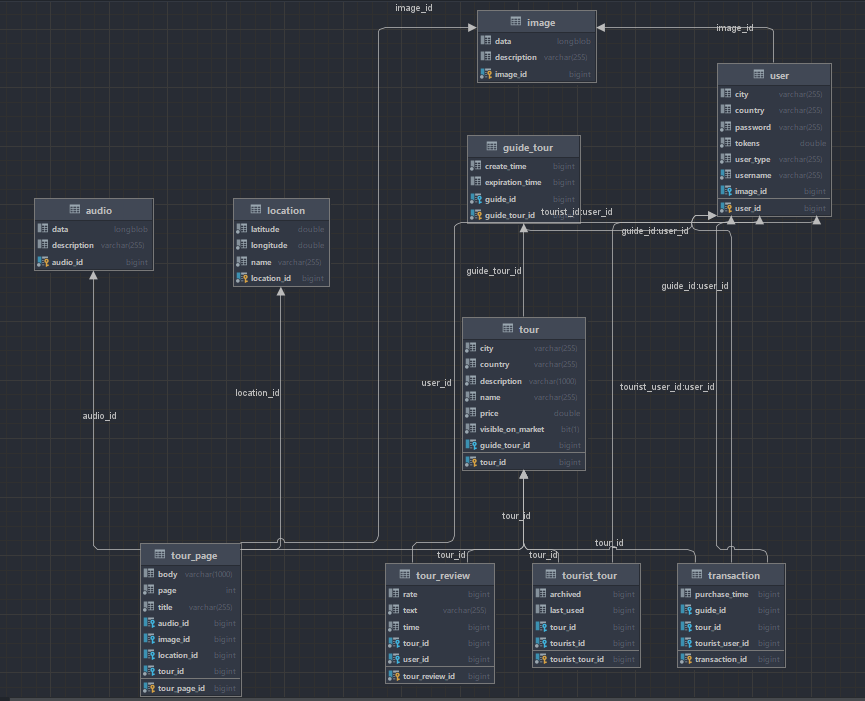 image_id
image
data longblob
description varchar(255)
image_id bigint
image_id
user
city varchar(255)
country varchar(255)
password varchar(255)
tokens double
user_type varchar(255)
username varchar(255)
image_id bigint
user_id bigint
guide_tour
create_time bigint
expiration_time bigint
guide_id bigint
guide_tour_id bigint
tourist_id:user_id
guide_id:user_id
guide_id:user_id
audio
data longblob
description varchar(255)
audio_id bigint
location
latitude double
longitude double
name varchar(255)
location_id bigint
guide_tour_id
tour
city varchar(255)
country varchar(255)
description varchar(1000)
name varchar(255)
price double
visible_on_market bit(1)
guide_tour_id bigint
tour_id bigint
user_id
tourist_user_id:user_id
location_id
audio_id
tour_id
tour_id
tour_id
tour_id
tour_page
body varchar(1000)
page int
title varchar(255)
audio_id bigint
image_id bigint
location_id bigint
tour_id bigint
tour_page_id bigint
tour_review
rate bigint
text varchar(255)
time bigint
tour_id bigint
user_id bigint
tour_review_id bigint
tourist_tour
archived bigint
last_used bigint
tour_id bigint
tourist_id bigint
tourist_tour_id bigint
transaction
purchase_time bigint
guide_id bigint
tour_id bigint
tourist_user_id bigint
transaction_id bigint